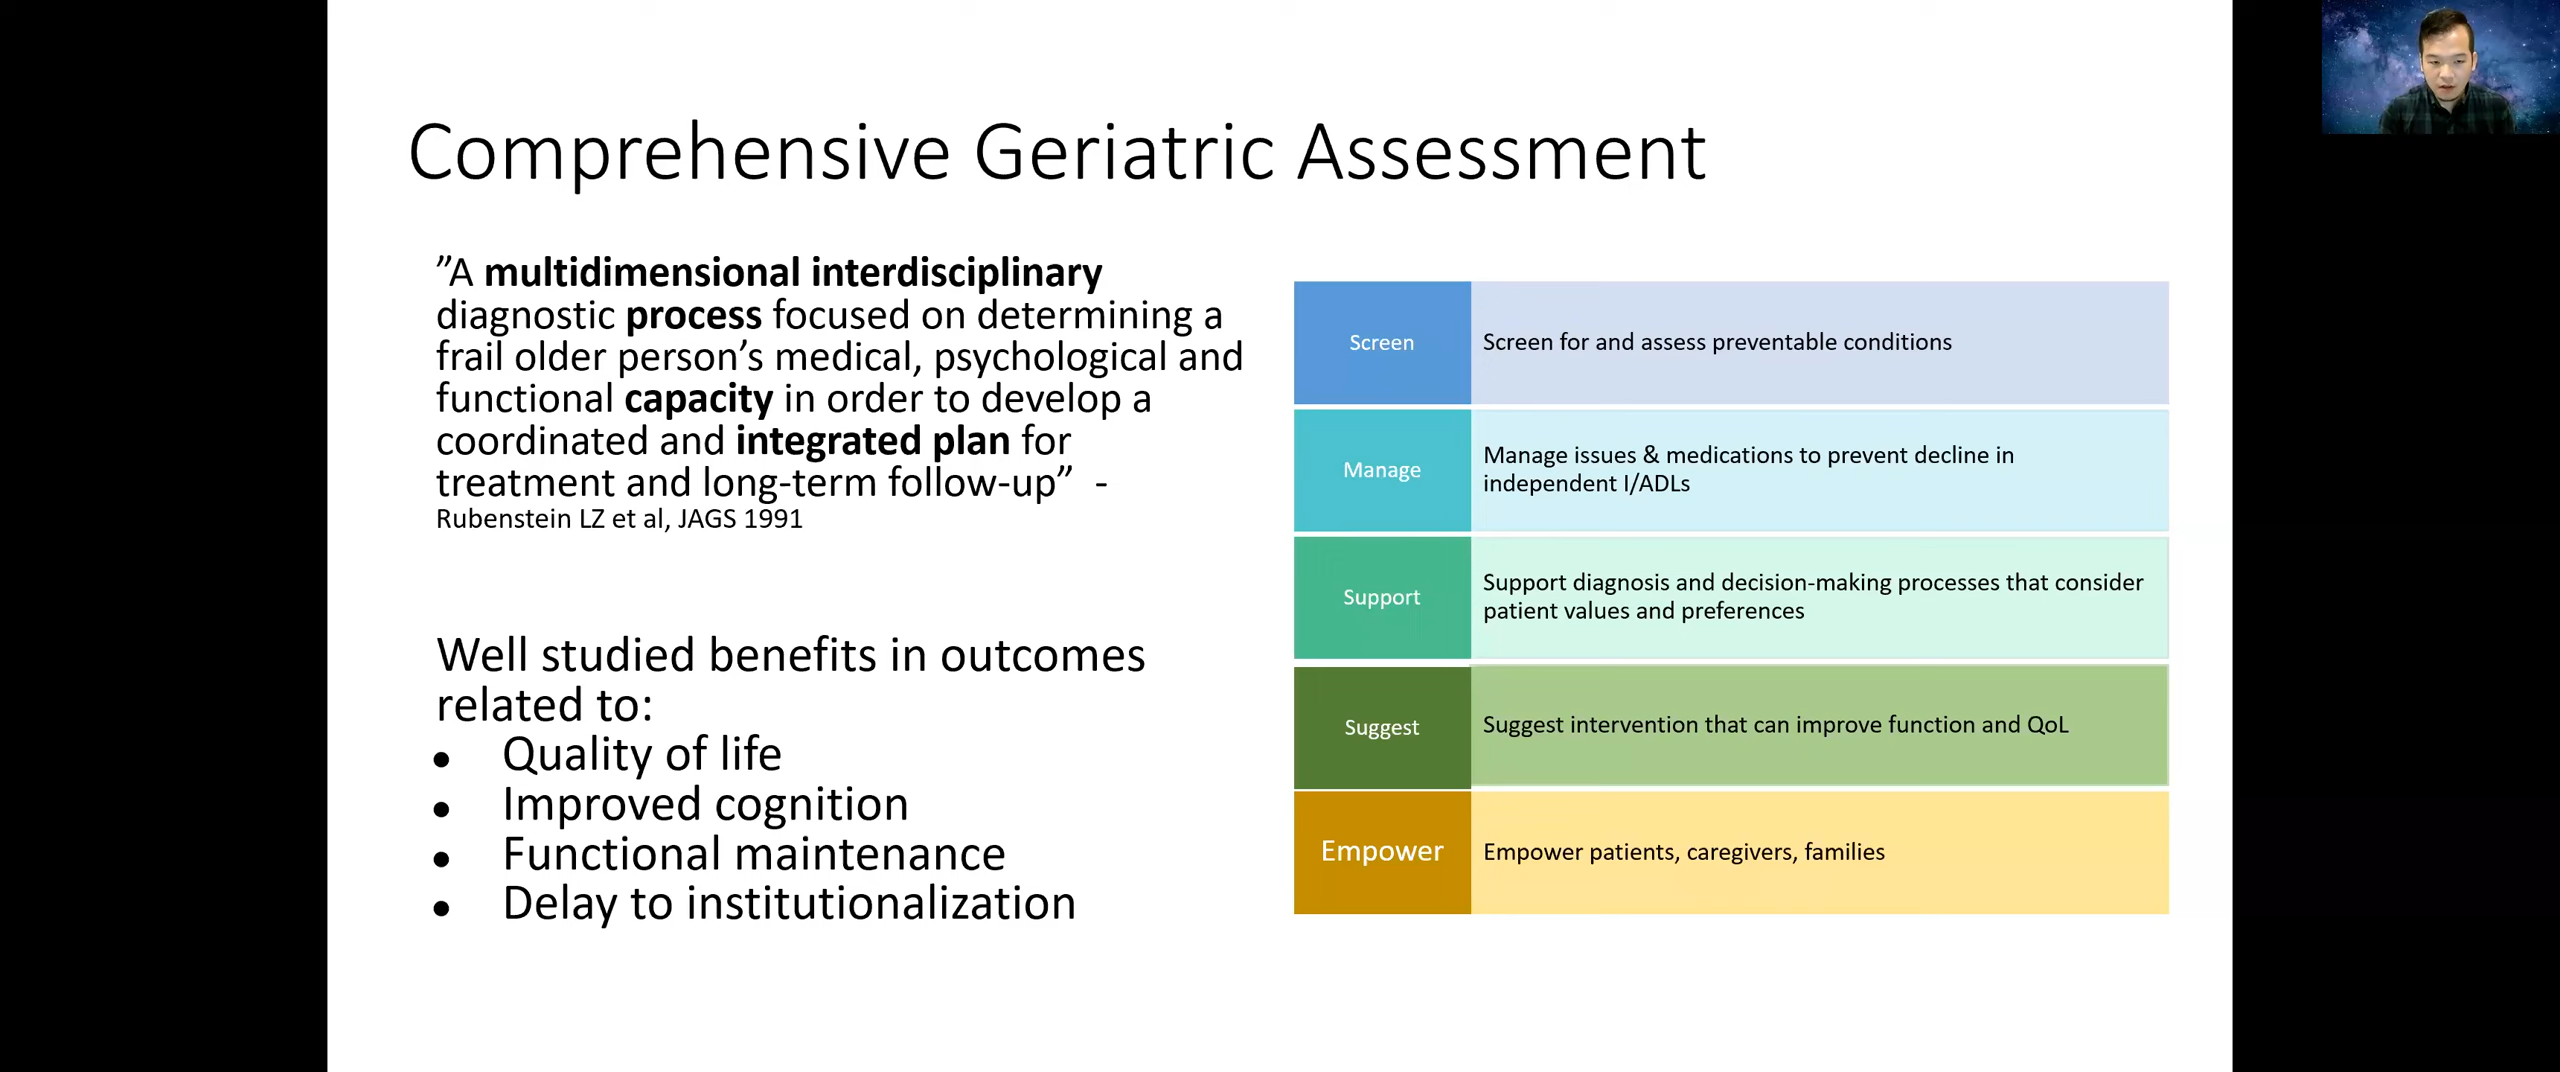 Comprehensive Geriatric Assessment
”A multidimensional interdisciplinary
diagnostic process focused on determining a
frail older person’s medical, psychological and
functional capacity in order to develop a
coordinated and integrated plan for
treatment and long-term follow-up” -
Rubenstein LZ et al, JAGS 1991
Well studied benefits in outcomes
related to:
● Quality of life
● Improved cognition
● Functional maintenance
● Delay to institutionalization
Screen
Screen for and assess preventable conditions
Manage
Manage issues & medications to prevent decline in
independent I/ADLs
Support
Support diagnosis and decision-making processes that consider
patient values and preferences
Suggest
Suggest intervention that can improve function and QoL
Empower
Empower patients, caregivers, families